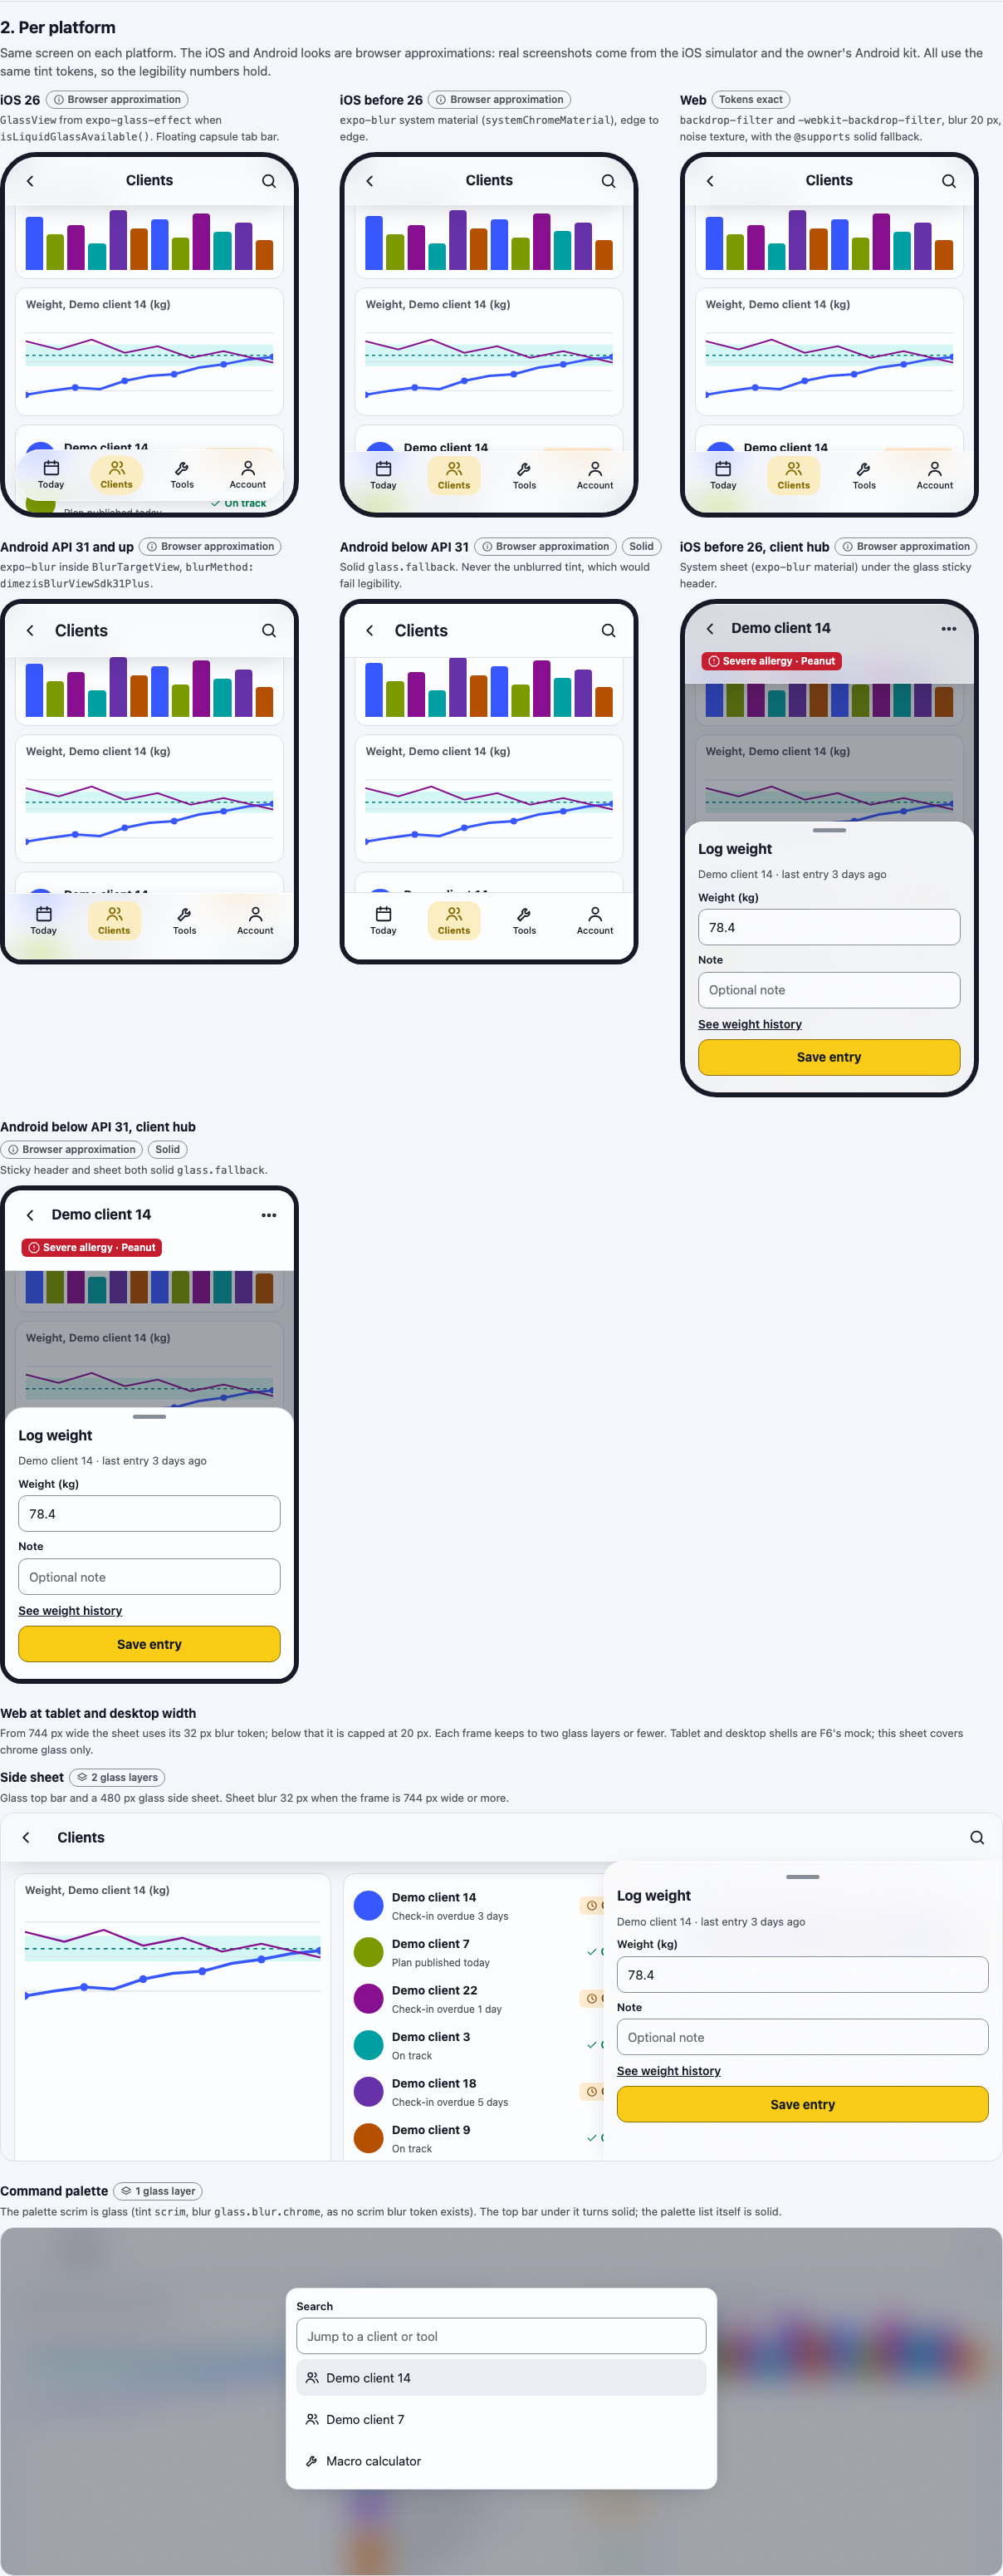 2. Per platform
Same screen on each platform. The iOS and Android looks are browser approximations: real screenshots come from the iOS simulator and the owner's Android kit. All use the
same tint tokens, so the legibility numbers hold.
iOS 26
Browser approximation
GlassView from expo-glass-effect when
isLiquidGlassAvailable(). Floating capsule tab bar.
Clients
Weight, Demo client 14 (kg)
Demo client 14
Today
Clients
Tools
Account
On track
Plan published today
iOS before 26
Browser approximation
expo-blur system material (systemChromeMaterial), edge to
edge.
Clients
Weight, Demo client 14 (kg)
Demo client 14
Today
Clients
Tools
Account
Web
Tokens exact
backdrop-filter and -webkit-backdrop-filter, blur 20 px,
noise texture, with the @supports solid fallback.
Clients
Weight, Demo client 14 (kg)
Demo client 14
Today
Clients
Tools
Account
Android API 31 and up
Browser approximation
expo-blur inside BlurTargetView, blurMethod:
dimezisBlurViewSdk31Plus.
Clients
Weight, Demo client 14 (kg)
Demo client 14
Today
Clients
Tools
Account
Android below API 31
Browser approximation
Solid
Solid glass.fallback. Never the unblurred tint, which would
fail legibility.
Clients
Weight, Demo client 14 (kg)
Demo client 14
Today
Clients
Tools
Account
iOS before 26, client hub
Browser approximation
System sheet (expo-blur material) under the glass sticky
header.
Demo client 14
Severe allergy · Peanut
Weight, Demo client 14 (kg)
Log weight
Demo client 14 · last entry 3 days ago
Weight (kg)
78.4
Note
Optional note
See weight history
Save entry
Android below API 31, client hub
Browser approximation
Solid
Sticky header and sheet both solid glass.fallback.
Demo client 14
Severe allergy · Peanut
Weight, Demo client 14 (kg)
Log weight
Demo client 14 · last entry 3 days ago
Weight (kg)
78.4
Note
Optional note
See weight history
Save entry
Web at tablet and desktop width
From 744 px wide the sheet uses its 32 px blur token; below that it is capped at 20 px. Each frame keeps to two glass layers or fewer. Tablet and desktop shells are F6's mock; this sheet covers
chrome glass only.
Side sheet
2 glass layers
Glass top bar and a 480 px glass side sheet. Sheet blur 32 px when the frame is 744 px wide or more.
Clients
Weight, Demo client 14 (kg)
Demo client 14
Check-in overdue 3 days
Demo client 7
Plan published today
Demo client 22
Check-in overdue 1 day
Demo client 3
On track
Demo client 18
Check-in overdue 5 days
Demo client 9
On track
Log weight
Demo client 14 · last entry 3 days ago
Weight (kg)
78.4
Note
Optional note
See weight history
Save entry
Command palette
1 glass layer
The palette scrim is glass (tint scrim, blur glass.blur.chrome, as no scrim blur token exists). The top bar under it turns solid; the palette list itself is solid.
Search
Jump to a client or tool
Demo client 14
Demo client 7
Macro calculator